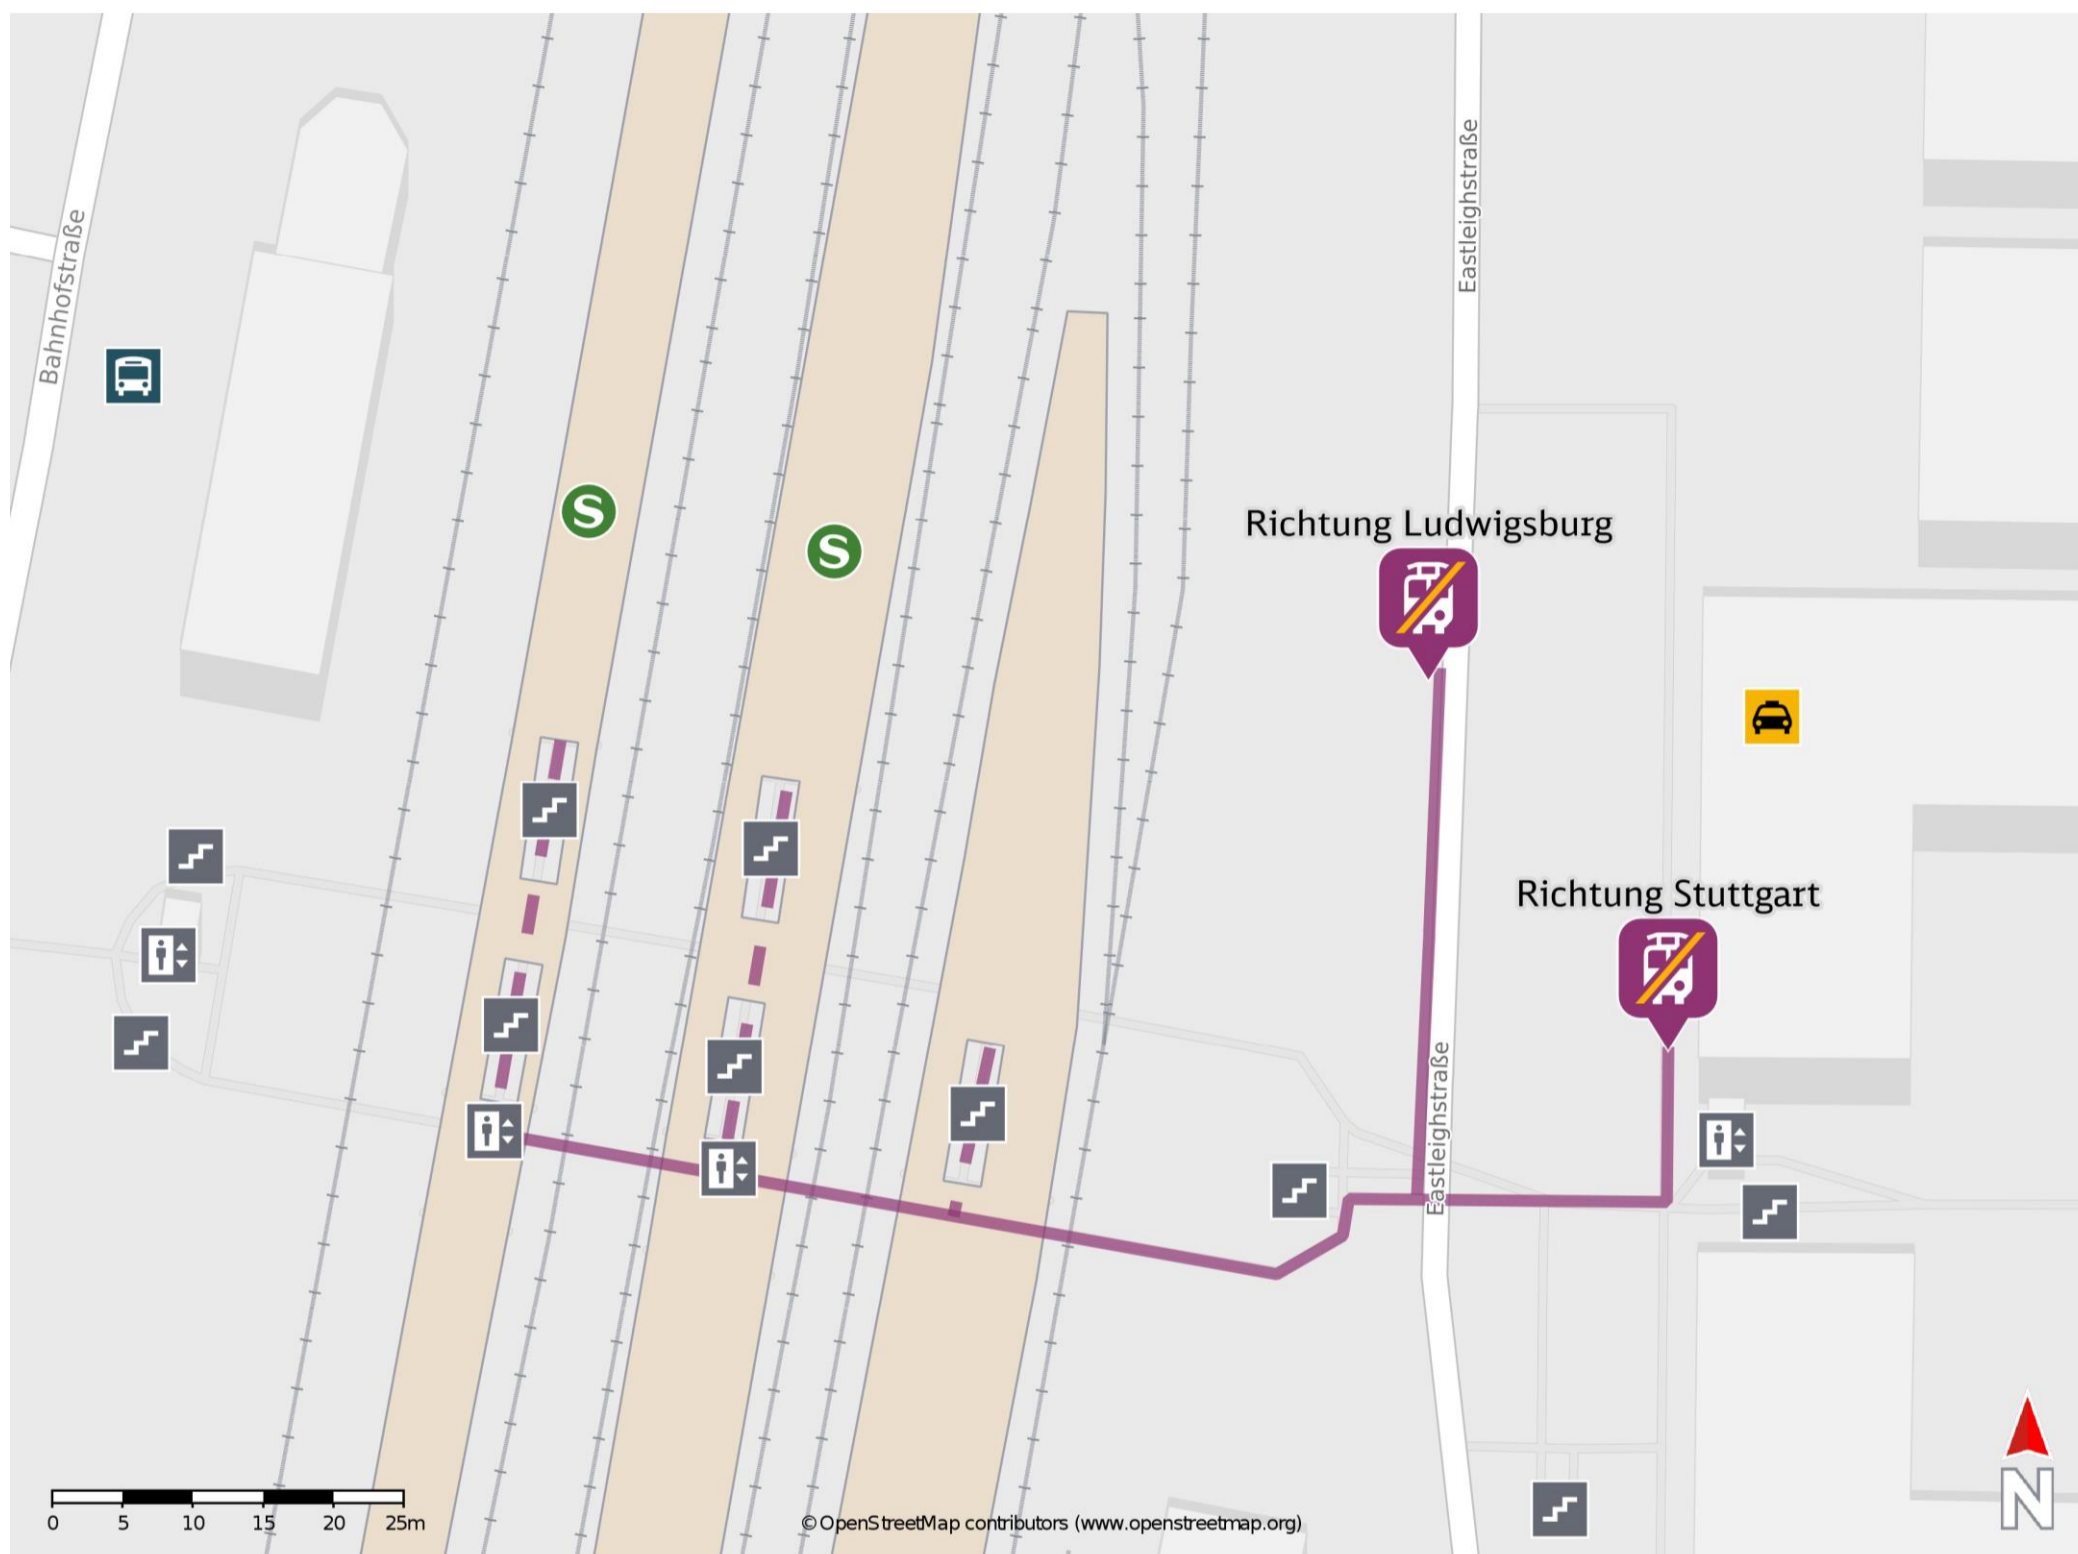 Eastleighstraße
Bahnhofstraße
S
S
Richtung Ludwigsburg
Richtung Stuttgart
Eastleighstraße
0 5 10 15 20 25m
©OpenStreetMap contributors (www.openstreetmap.org)
N